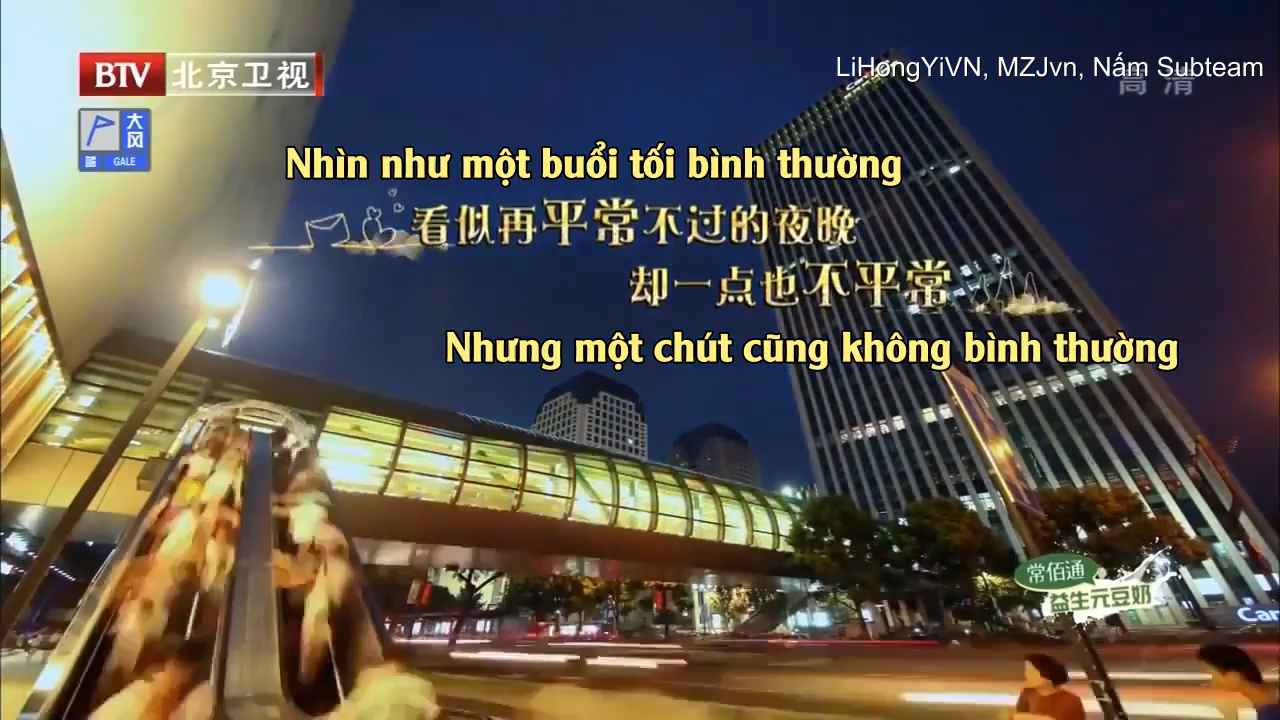 BTV 北京卫视
LiHongYiVN, MZJvn, Nấm Subteam
高清
大风
GALE
Nhìn như một buổi tối bình thường
看似再平常不过的夜晚
却一点也不平常
Nhưng một chút cũng không bình thường
常佰通
益生元豆奶
Car